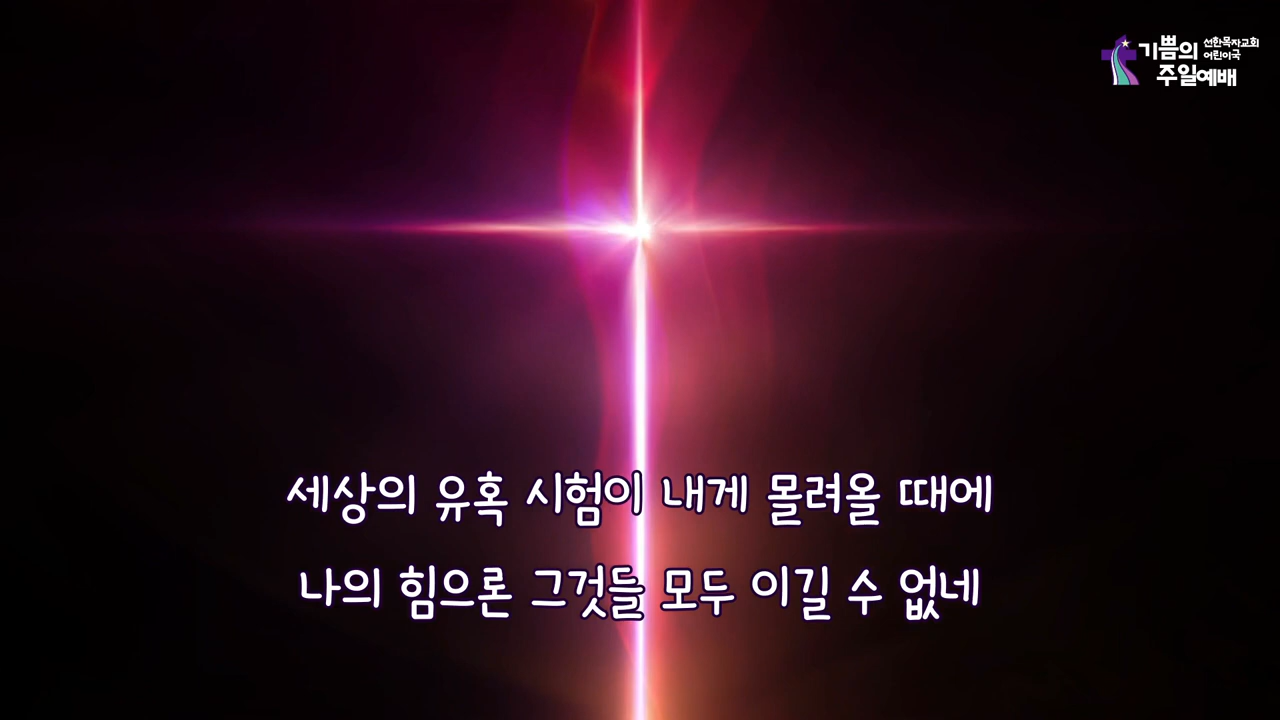 기쁨의 선한목자교회
어린이국
주일예배
세상의 유혹 시험이 내게 몰려올 때에
나의 힘으론 그것들 모두 이길 수 없네